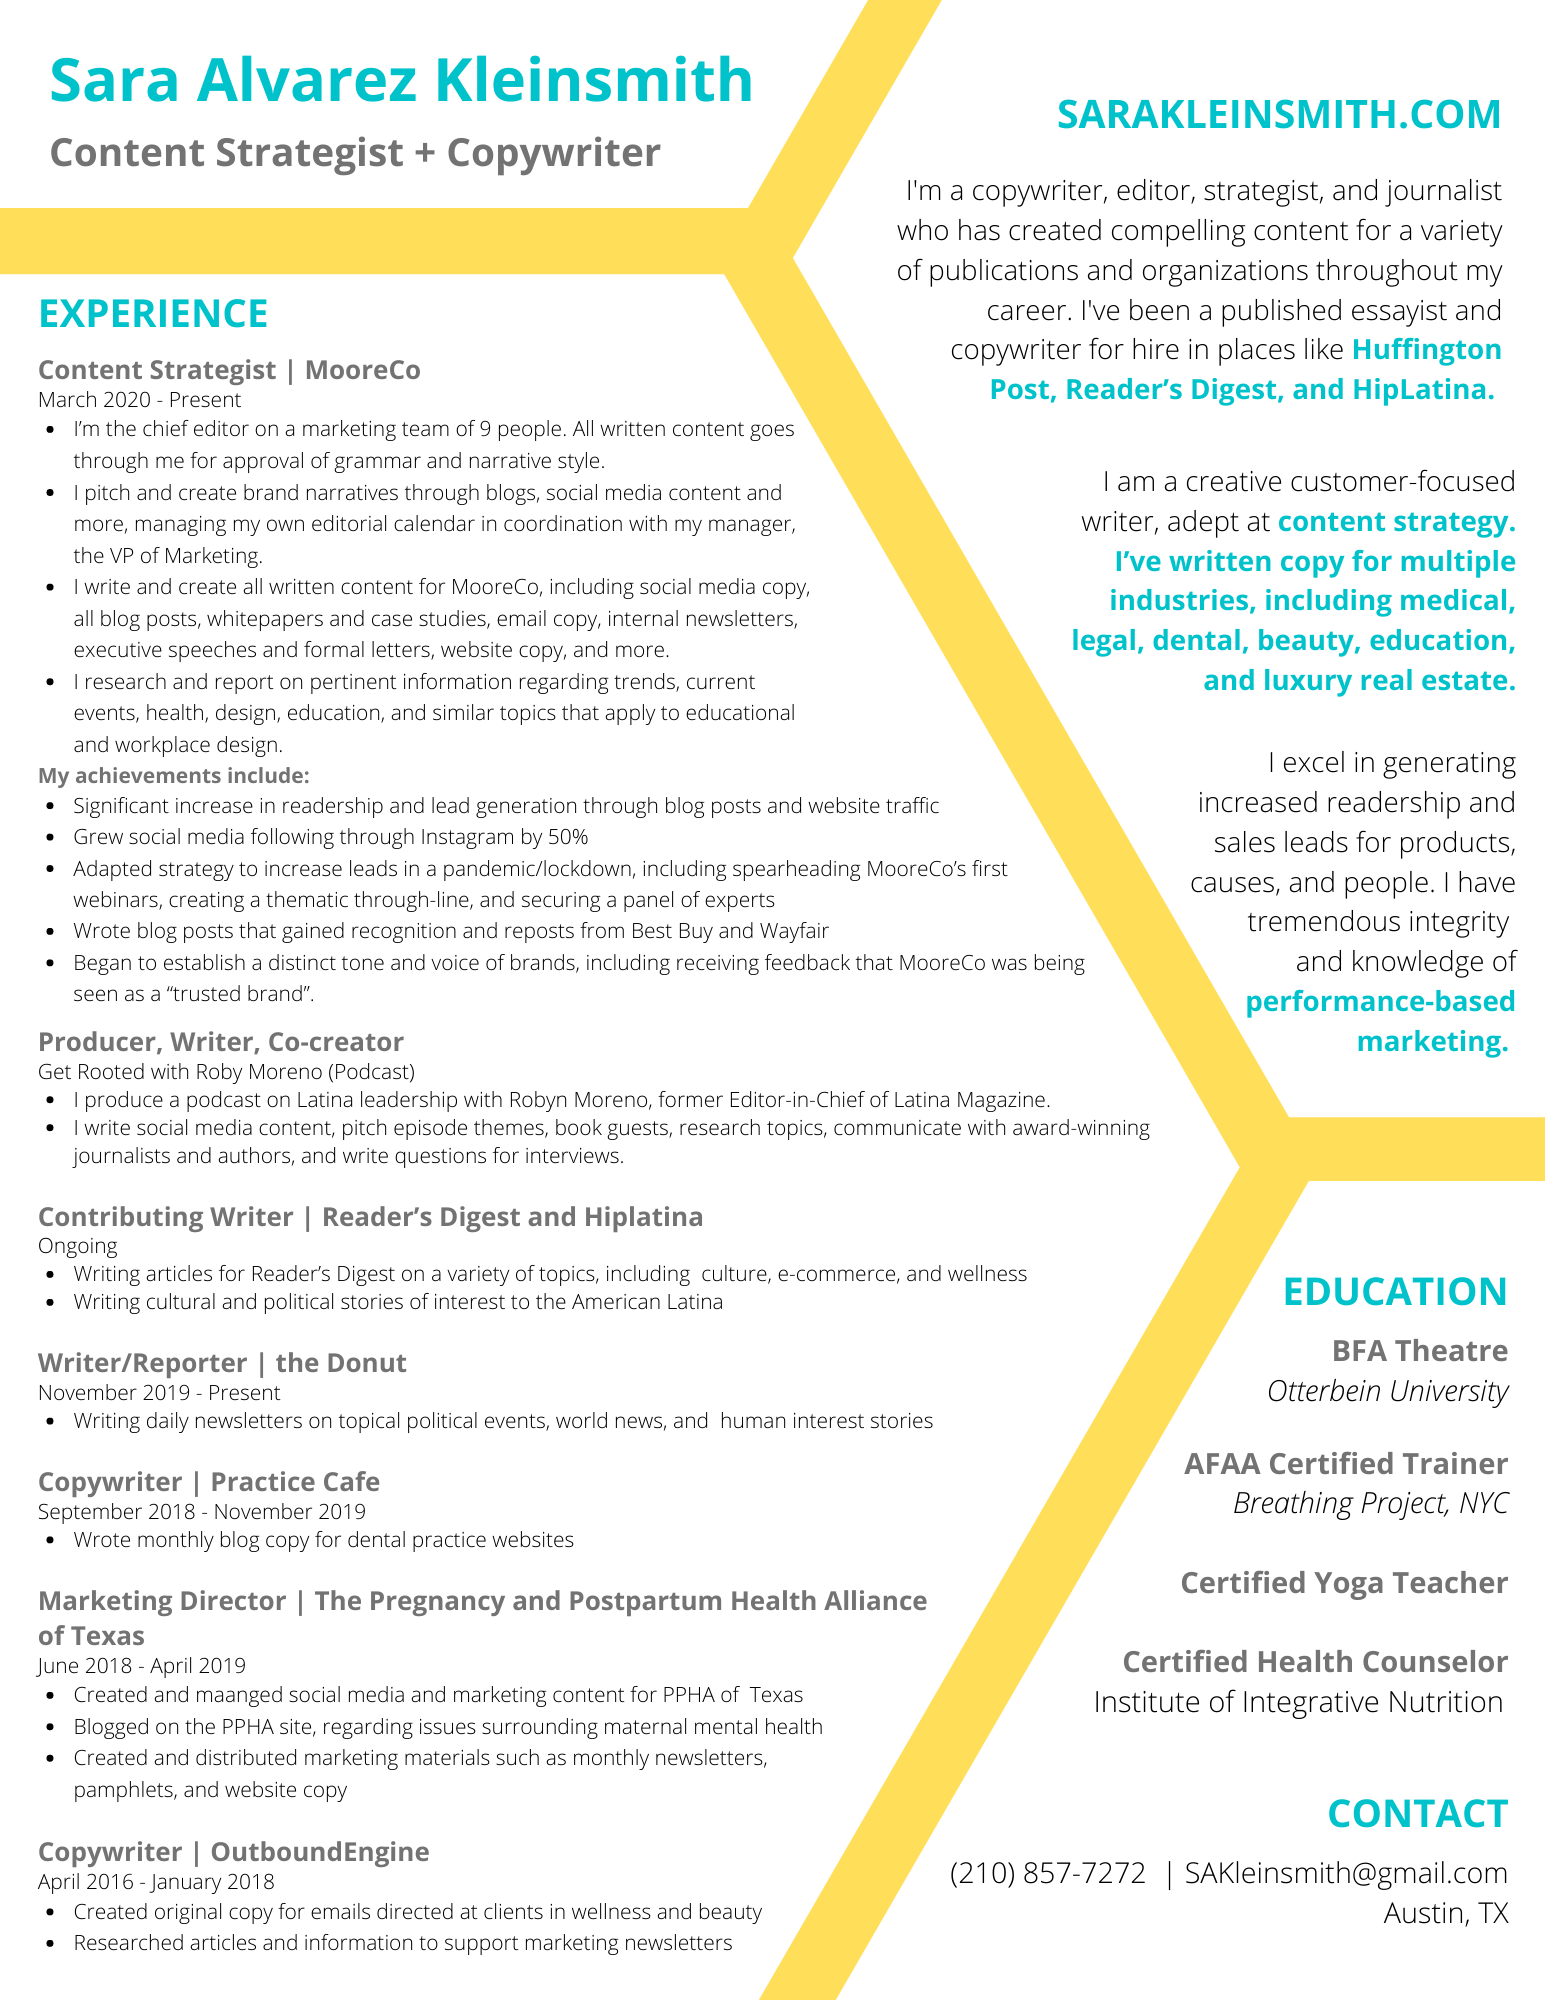 Sara Alvarez Kleinsmith
Content Strategist + Copywriter
EXPERIENCE
Content Strategist | MooreCo
March 2020 - Present
• I’m the chief editor on a marketing team of 9 people. All written content goes
through me for approval of grammar and narrative style.
• I pitch and create brand narratives through blogs, social media content and
more, managing my own editorial calendar in coordination with my manager,
the VP of Marketing.
• I write and create all written content for MooreCo, including social media copy,
all blog posts, whitepapers and case studies, email copy, internal newsletters,
executive speeches and formal letters, website copy, and more.
• I research and report on pertinent information regarding trends, current
events, health, design, education, and similar topics that apply to educational
and workplace design.
My achievements include:
• Significant increase in readership and lead generation through blog posts and website traffic
• Grew social media following through Instagram by 50%
• Adapted strategy to increase leads in a pandemic/lockdown, including spearheading MooreCo’s first
webinars, creating a thematic through-line, and securing a panel of experts
• Wrote blog posts that gained recognition and reposts from Best Buy and Wayfair
• Began to establish a distinct tone and voice of brands, including receiving feedback that MooreCo was being
seen as a “trusted brand”.
Producer, Writer, Co-creator
Get Rooted with Roby Moreno (Podcast)
• I produce a podcast on Latina leadership with Robyn Moreno, former Editor-in-Chief of Latina Magazine.
• I write social media content, pitch episode themes, book guests, research topics, communicate with award-winning
journalists and authors, and write questions for interviews.
Contributing Writer | Reader’s Digest and Hiplatina
Ongoing
• Writing articles for Reader’s Digest on a variety of topics, including  culture, e-commerce, and wellness
• Writing cultural and political stories of interest to the American Latina
Writer/Reporter | the Donut
November 2019 - Present
• Writing daily newsletters on topical political events, world news, and  human interest stories
Copywriter | Practice Cafe
September 2018 - November 2019
• Wrote monthly blog copy for dental practice websites
Marketing Director | The Pregnancy and Postpartum Health Alliance
of Texas
June 2018 - April 2019
• Created and maanged social media and marketing content for PPHA of  Texas
• Blogged on the PPHA site, regarding issues surrounding maternal mental health
• Created and distributed marketing materials such as monthly newsletters,
pamphlets, and website copy
Copywriter | OutboundEngine
April 2016 - January 2018
• Created original copy for emails directed at clients in wellness and beauty
• Researched articles and information to support marketing newsletters
SARAKLEINSMITH.COM
I'm a copywriter, editor, strategist, and journalist
who has created compelling content for a variety
of publications and organizations throughout my
career. I've been a published essayist and
copywriter for hire in places like Huffington
Post, Reader’s Digest, and HipLatina.
I am a creative customer-focused
writer, adept at content strategy.
I’ve written copy for multiple
industries, including medical,
legal, dental, beauty, education,
and luxury real estate.
I excel in generating
increased readership and
sales leads for products,
causes, and people. I have
tremendous integrity
and knowledge of
performance-based
marketing.
EDUCATION
BFA Theatre
Otterbein University
AFAA Certified Trainer
Breathing Project, NYC
Certified Yoga Teacher
Certified Health Counselor
Institute of Integrative Nutrition
CONTACT
(210) 857-7272  | SAKleinsmith@gmail.com
Austin, TX